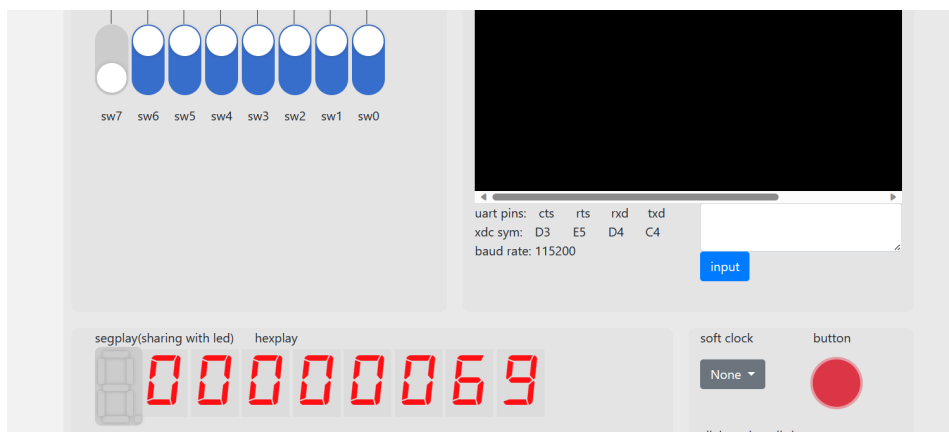 sw7 sw6 sw5 sw4 sw3 sw2 sw1 sw0
uart pins: cts rts rxd txd
xdc sym: D3 E5 D4 C4
baud rate: 115200
input
segplay(sharing with led) hexplay
00000069
soft clock button
None